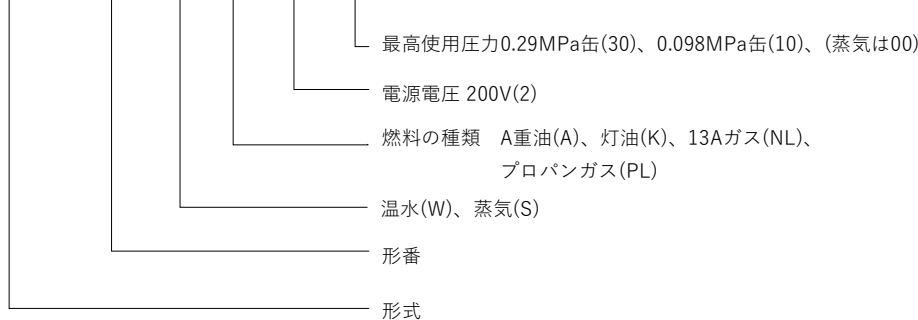 最高使用圧力0.29MPa缶(30)、0.098MPa缶(10)、(蒸気は00)
電源電圧 200V(2)
燃料の種類　A重油(A)、灯油(K)、13Aガス(NL)、
プロパンガス(PL)
温水(W)、蒸気(S)
形番
形式